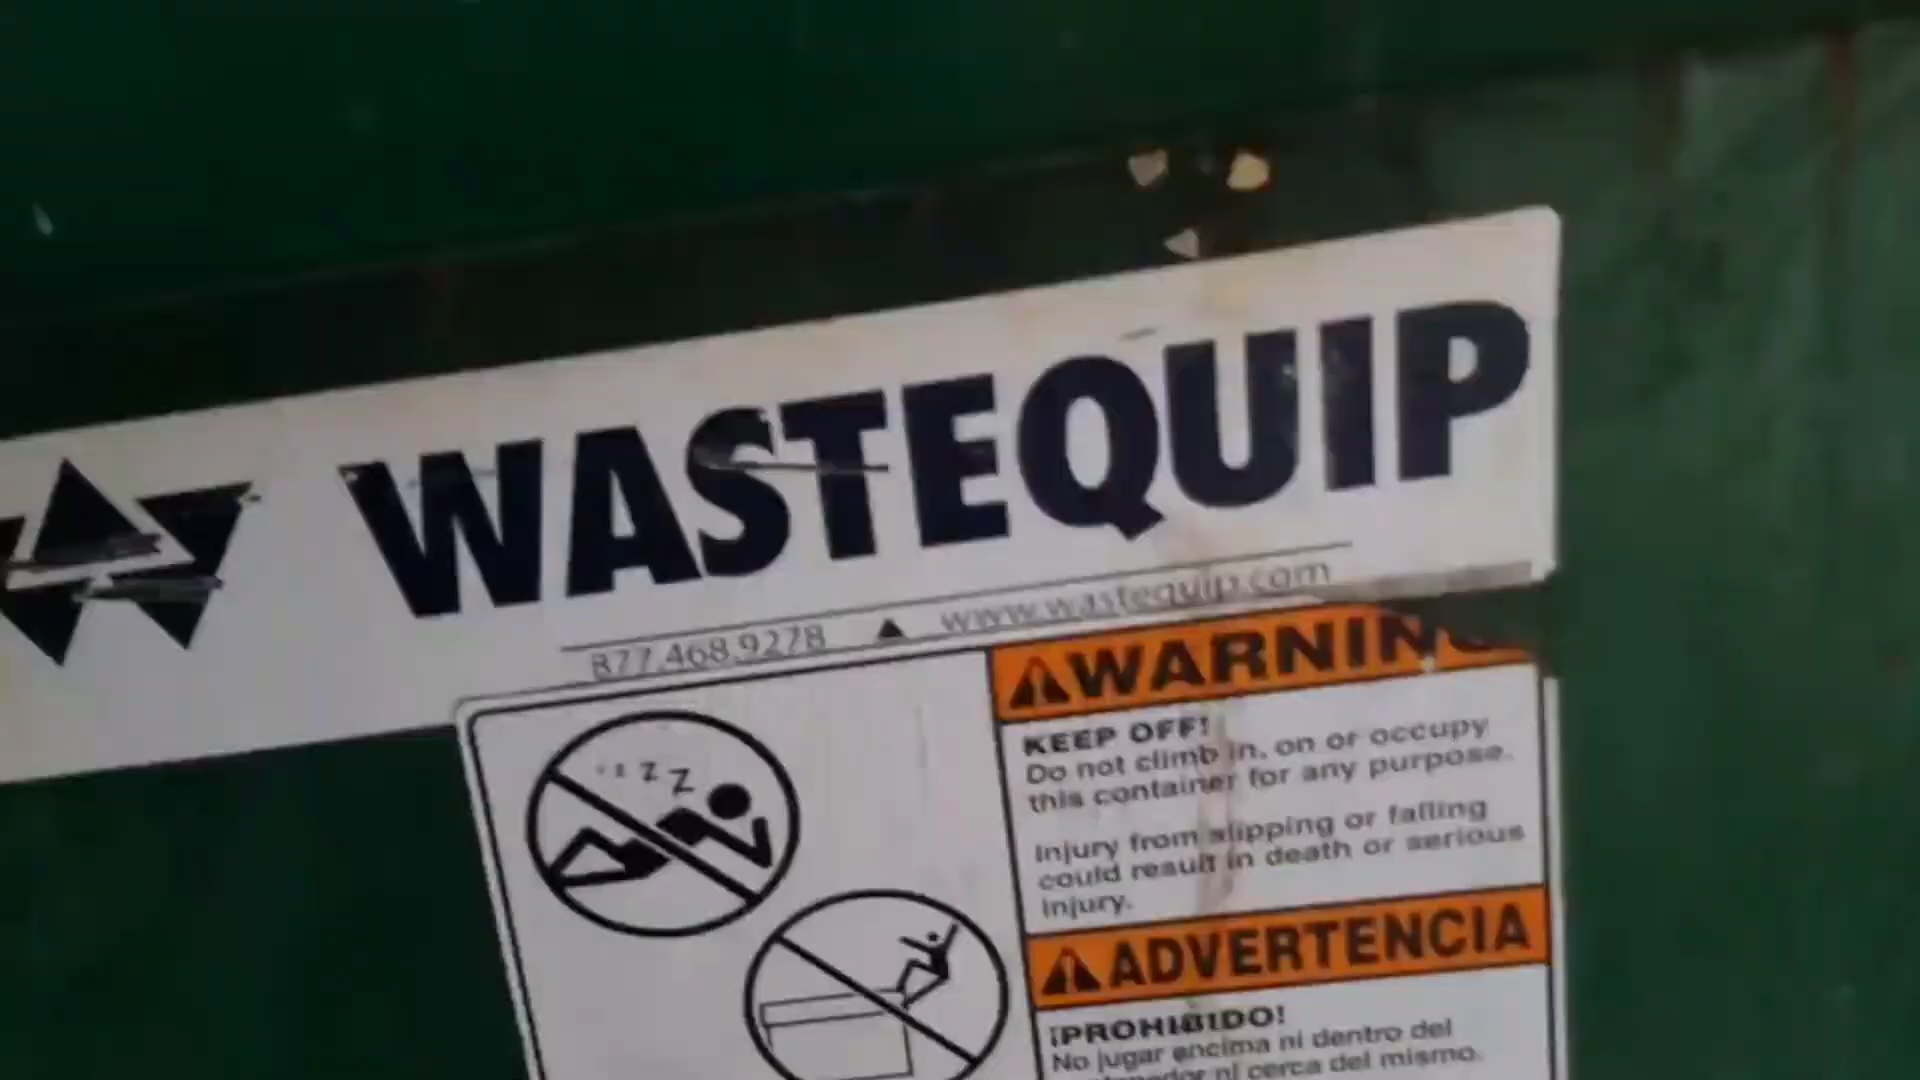 WASTEQUIP
877.468.9278 ▲ www.wastequip.com
z z z
WARNING
KEEP OFF!
Do not climb in, on or occupy
this container for any purpose.
Injury from slipping or falling
could result in death or serious
injury.
ADVERTENCIA
¡PROHIBIDO!
No jugar encima ni dentro del
ni cerca del mismo.